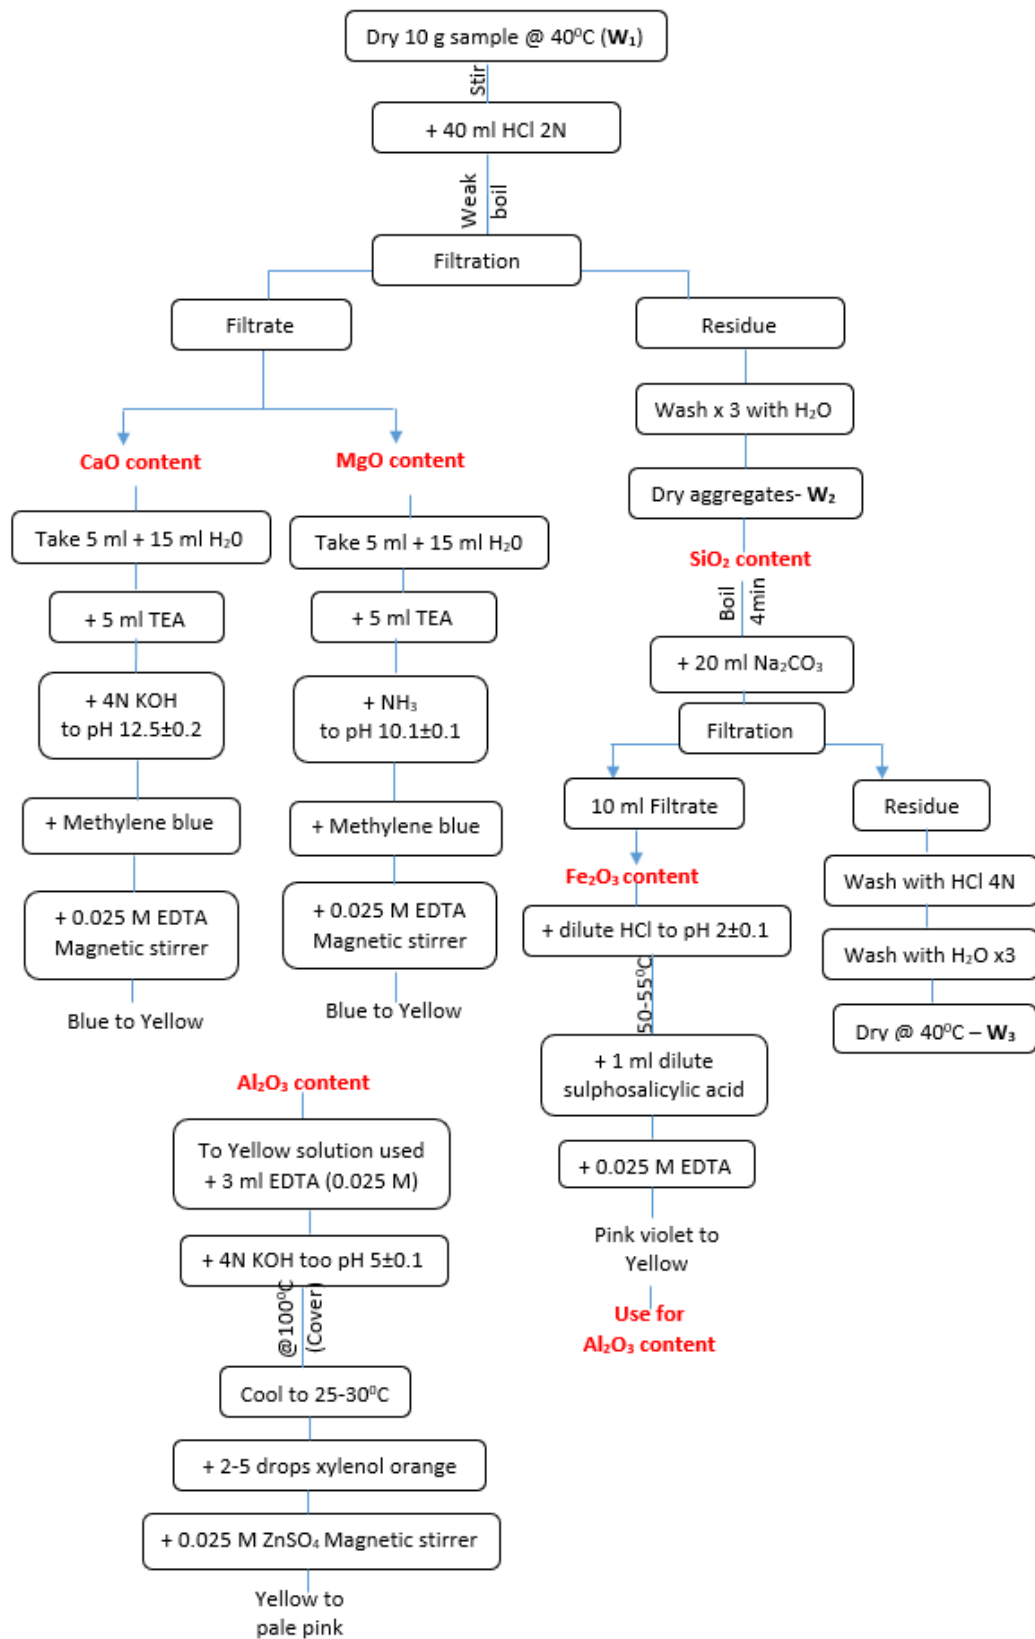 Dry 10 g sample @ 40⁰C (W₁)
Stir
+ 40 ml HCl 2N
Weak
boil
Filtration
Filtrate
Residue
Wash x 3 with H₂O
Dry aggregates- W₂
CaO content
Take 5 ml + 15 ml H₂0
+ 5 ml TEA
+ 4N KOH
to pH 12.5±0.2
+ Methylene blue
+ 0.025 M EDTA
Magnetic stirrer
Blue to Yellow
MgO content
Take 5 ml + 15 ml H₂0
+ 5 ml TEA
+ NH₃
to pH 10.1±0.1
+ Methylene blue
+ 0.025 M EDTA
Magnetic stirrer
Blue to Yellow
SiO₂ content
Boil
4min
+ 20 ml Na₂CO₃
Filtration
10 ml Filtrate
Residue
Wash with HCl 4N
Wash with H₂O x3
Dry @ 40⁰C – W₃
Fe₂O₃ content
+ dilute HCl to pH 2±0.1
50-55⁰C
+ 1 ml dilute
sulphosalicylic acid
+ 0.025 M EDTA
Pink violet to
Yellow
Use for
Al₂O₃ content
Al₂O₃ content
To Yellow solution used
+ 3 ml EDTA (0.025 M)
+ 4N KOH too pH 5±0.1
@100⁰C
(Cover)
Cool to 25-30⁰C
+ 2-5 drops xylenol orange
+ 0.025 M ZnSO₄ Magnetic stirrer
Yellow to
pale pink